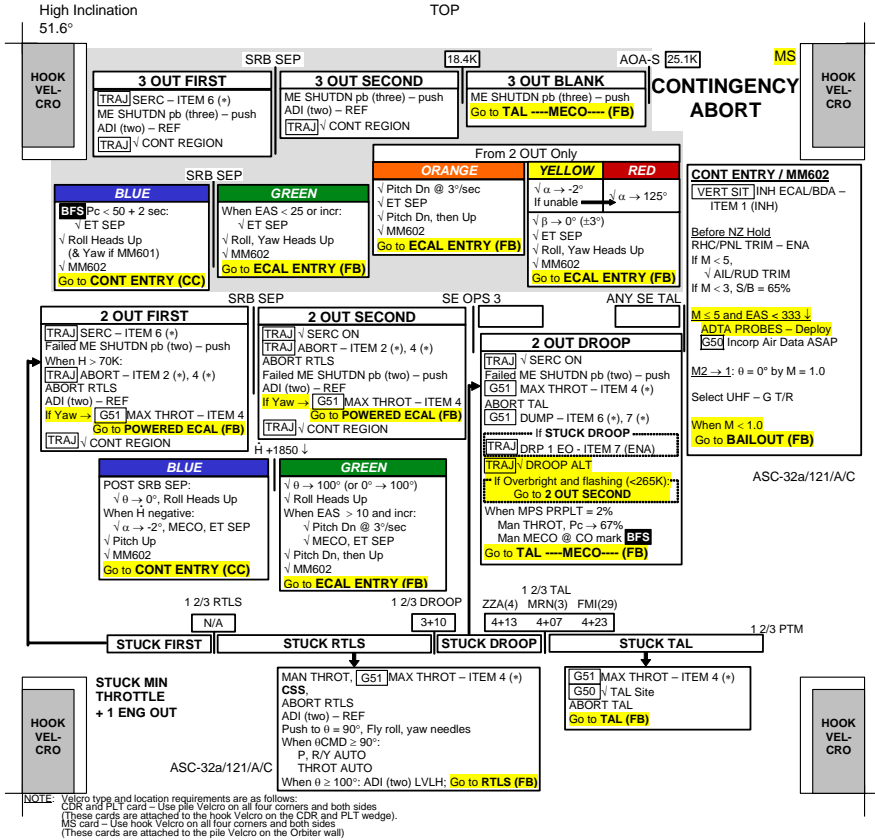 High Inclination
51.6°
TOP
HOOK
VEL-
CRO
SRB SEP
18.4K
AOA-S
25.1K
MS
HOOK
VEL-
CRO
CONTINGENCY
ABORT
3 OUT FIRST
TRAJ SERC – ITEM 6 (*)
ME SHUTDN pb (three) – push
ADI (two) – REF
TRAJ √ CONT REGION
3 OUT SECOND
ME SHUTDN pb (three) – push
ADI (two) – REF
TRAJ √ CONT REGION
3 OUT BLANK
ME SHUTDN pb (three) – push
Go to TAL ----MECO---- (FB)
SRB SEP
BLUE
BFS Pc < 50 + 2 sec:
√ ET SEP
√ Roll Heads Up
(& Yaw if MM601)
√ MM602
Go to CONT ENTRY (CC)
GREEN
When EAS < 25 or incr:
√ ET SEP
√ Roll, Yaw Heads Up
√ MM602
Go to ECAL ENTRY (FB)
From 2 OUT Only
ORANGE
√ Pitch Dn @ 3°/sec
√ ET SEP
√ Pitch Dn, then Up
√ MM602
Go to ECAL ENTRY (FB)
YELLOW
RED
√ α → -2°
If unable
√ α → 125°
√ β → 0° (±3°)
√ ET SEP
√ Roll, Yaw Heads Up
√ MM602
Go to ECAL ENTRY (FB)
CONT ENTRY / MM602
VERT SIT INH ECAL/BDA –
ITEM 1 (INH)
Before NZ Hold
RHC/PNL TRIM – ENA
If M < 5,
√ AIL/RUD TRIM
If M < 3, S/B = 65%
M ≤ 5 and EAS < 333 ↓
ADTA PROBES – Deploy
G50 Incorp Air Data ASAP
M2 → 1: θ = 0° by M = 1.0
Select UHF – G T/R
When M < 1.0
Go to BAILOUT (FB)
ASC-32a/121/A/C
SRB SEP
SE OPS 3
ANY SE TAL
2 OUT FIRST
TRAJ SERC – ITEM 6 (*)
Failed ME SHUTDN pb (two) – push
When H > 70K:
TRAJ ABORT – ITEM 2 (*), 4 (*)
ABORT RTLS
ADI (two) – REF
If Yaw → G51 MAX THROT – ITEM 4
Go to POWERED ECAL (FB)
TRAJ √ CONT REGION
2 OUT SECOND
TRAJ √ SERC ON
TRAJ ABORT – ITEM 2 (*), 4 (*)
ABORT RTLS
Failed ME SHUTDN pb (two) – push
ADI (two) – REF
If Yaw → G51 MAX THROT – ITEM 4
Go to POWERED ECAL (FB)
TRAJ √ CONT REGION
2 OUT DROOP
TRAJ √ SERC ON
Failed ME SHUTDN pb (two) – push
G51 MAX THROT – ITEM 4 (*)
ABORT TAL
G51 DUMP – ITEM 6 (*), 7 (*)
If STUCK DROOP
TRAJ DRP 1 EO - ITEM 7 (ENA)
TRAJ √ DROOP ALT
If Overbright and flashing (<265K):
Go to 2 OUT SECOND
When MPS PRPLT = 2%
Man THROT, Pc → 67%
Man MECO @ CO mark BFS
Go to TAL ----MECO---- (FB)
Ḣ +1850 ↓
BLUE
POST SRB SEP:
√ θ → 0°, Roll Heads Up
When Ḣ negative:
√ α → -2°, MECO, ET SEP
√ Pitch Up
√ MM602
Go to CONT ENTRY (CC)
GREEN
√ θ → 100° (or 0° → 100°)
√ Roll Heads Up
When EAS > 10 and incr:
√ Pitch Dn @ 3°/sec
√ MECO, ET SEP
√ Pitch Dn, then Up
√ MM602
Go to ECAL ENTRY (FB)
1 2/3 RTLS
N/A
1 2/3 DROOP
3+10
1 2/3 TAL
ZZA(4) MRN(3) FMI(29)
4+13 4+07 4+23
1 2/3 PTM
STUCK FIRST
STUCK RTLS
STUCK DROOP
STUCK TAL
HOOK
VEL-
CRO
STUCK MIN
THROTTLE
+ 1 ENG OUT
ASC-32a/121/A/C
MAN THROT, G51 MAX THROT – ITEM 4 (*)
CSS,
ABORT RTLS
ADI (two) – REF
Push to θ = 90°, Fly roll, yaw needles
When θCMD ≥ 90°:
P, R/Y AUTO
THROT AUTO
When θ ≥ 100°: ADI (two) LVLH; Go to RTLS (FB)
G51 MAX THROT – ITEM 4 (*)
G50 √ TAL Site
ABORT TAL
Go to TAL (FB)
HOOK
VEL-
CRO
NOTE: Velcro type and location requirements are as follows:
CDR and PLT card – Use pile Velcro on all four corners and both sides
(These cards are attached to the hook Velcro on the CDR and PLT wedge).
MS card – Use hook Velcro on all four corners and both sides
(These cards are attached to the pile Velcro on the Orbiter wall)